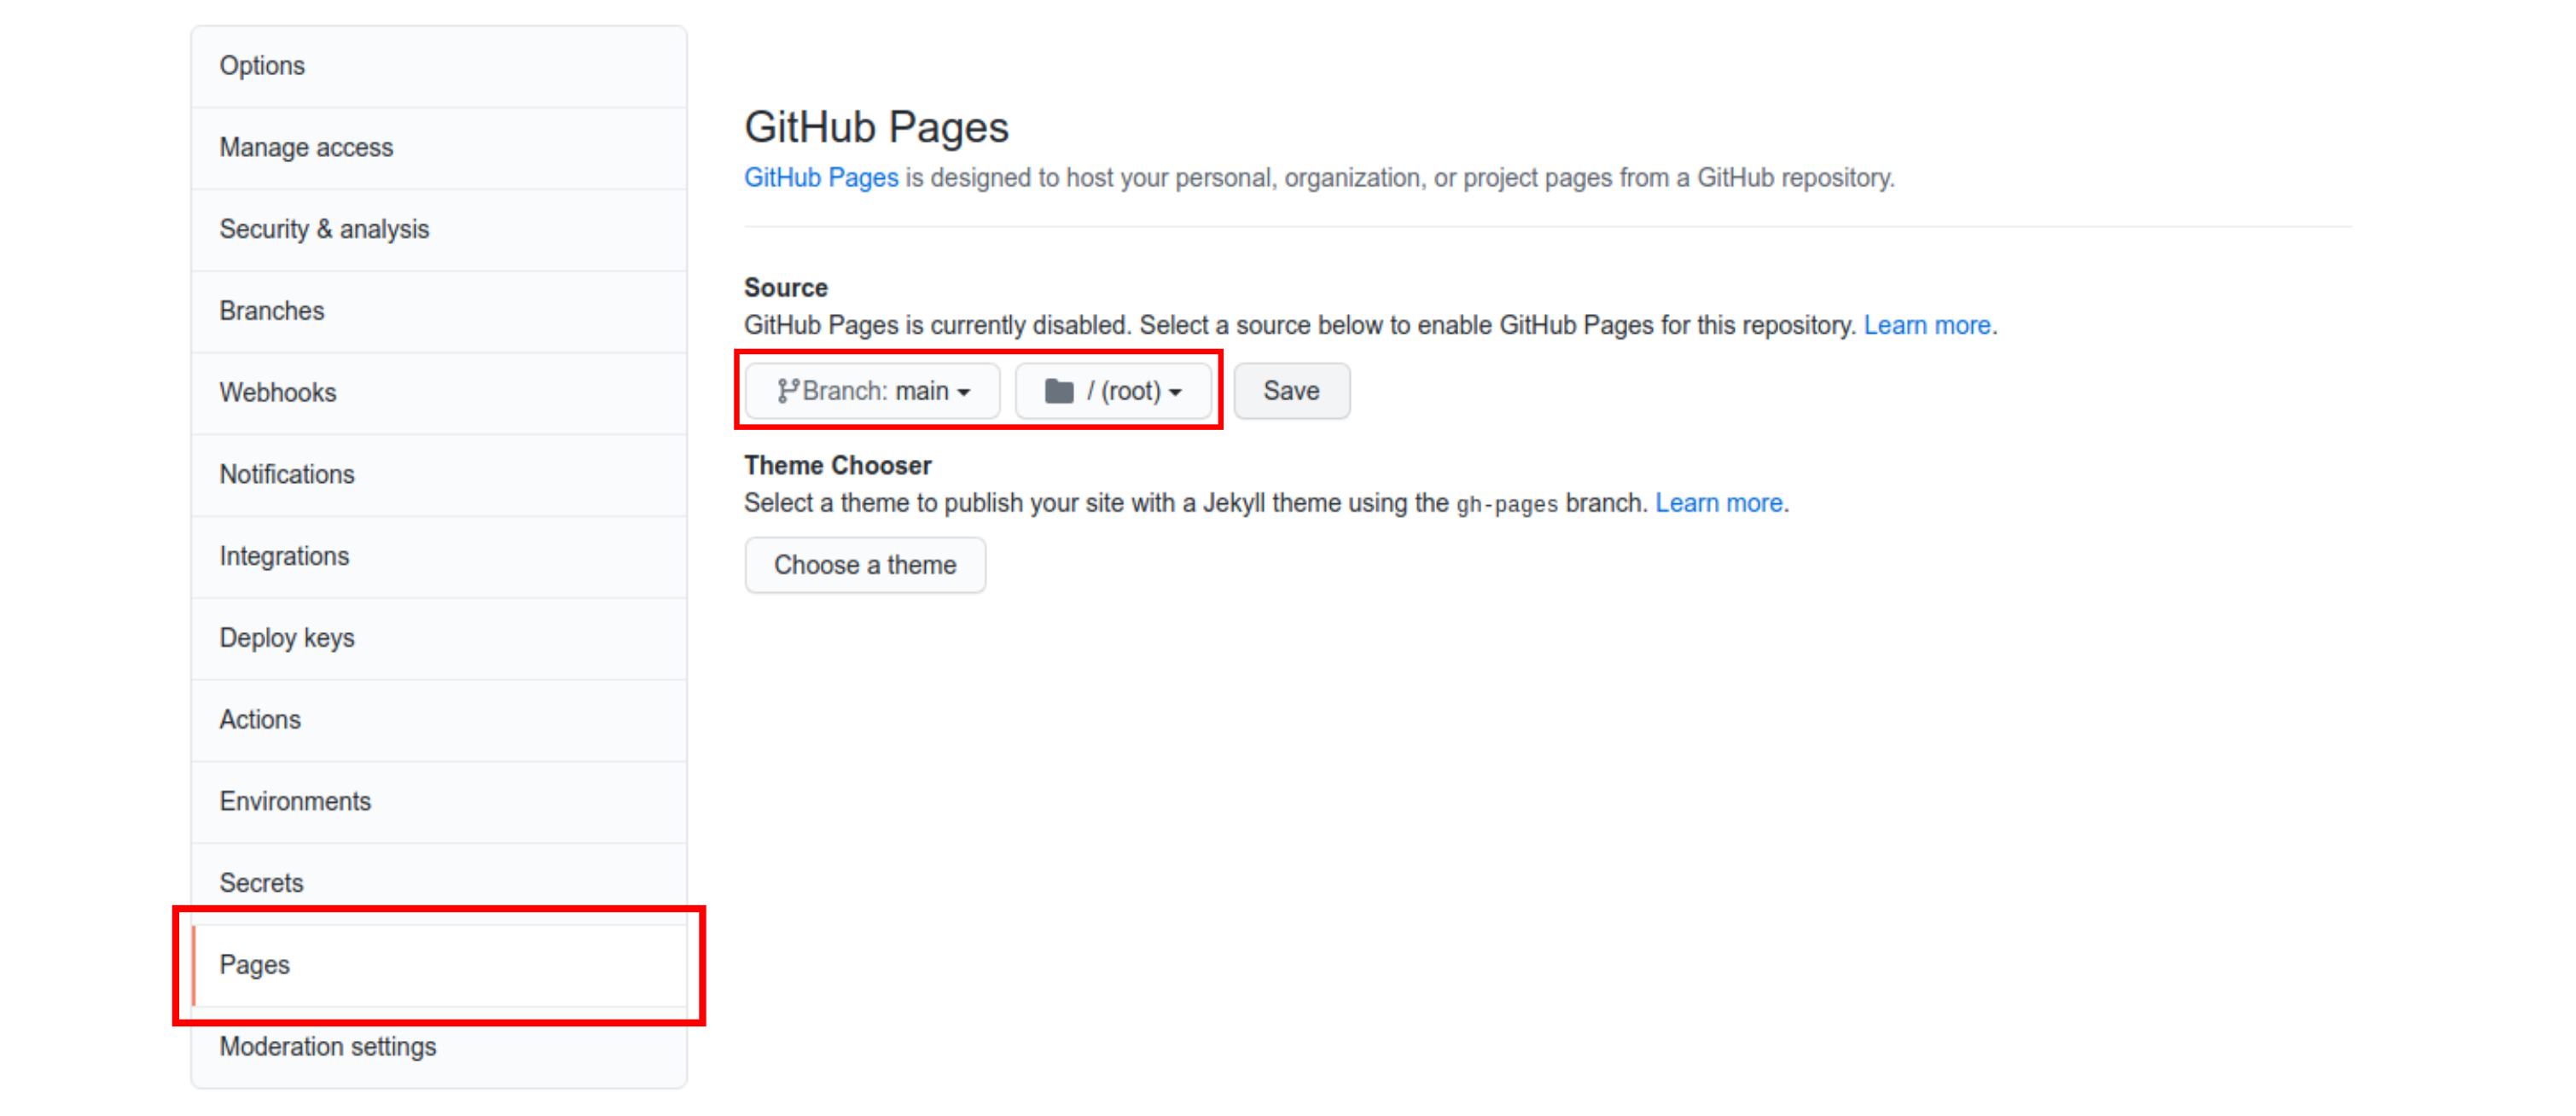 Options
Manage access
Security & analysis
Branches
Webhooks
Notifications
Integrations
Deploy keys
Actions
Environments
Secrets
Pages
Moderation settings
GitHub Pages
GitHub Pages is designed to host your personal, organization, or project pages from a GitHub repository.
Source
GitHub Pages is currently disabled. Select a source below to enable GitHub Pages for this repository. Learn more.
Branch: main / (root) Save
Theme Chooser
Select a theme to publish your site with a Jekyll theme using the gh-pages branch. Learn more.
Choose a theme